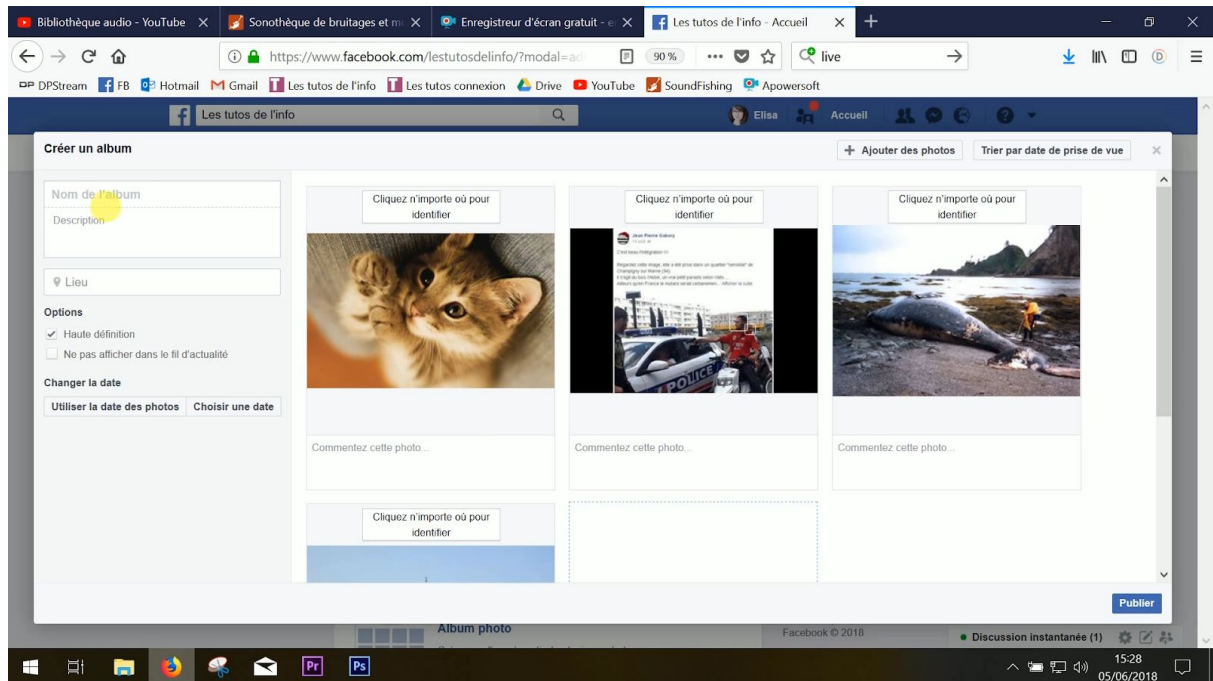 Bibliothèque audio - YouTube
Sonothèque de bruitages et m
Enregistreur d'écran gratuit - e
Les tutos de l'info - Accueil
https://www.facebook.com/lestutosdelinfo/?modal=ad
90 %
live
DPStream
FB
Hotmail
Gmail
Les tutos de l'info
Les tutos connexion
Drive
YouTube
SoundFishing
Apowersoft
Les tutos de l'info
Elisa
Accueil
Créer un album
Ajouter des photos
Trier par date de prise de vue
Nom de l'album
Description
Lieu
Options
Haute définition
Ne pas afficher dans le fil d'actualité
Changer la date
Utiliser la date des photos
Choisir une date
Cliquez n'importe où pour
identifier
Commentez cette photo...
Cliquez n'importe où pour
identifier
Jean Pierre Gabory
C'est beau l'intégration !!!
POLICE
Commentez cette photo...
Cliquez n'importe où pour
identifier
Commentez cette photo...
Cliquez n'importe où pour
identifier
Publier
Album photo
Facebook © 2018
Discussion instantanée (1)
Pr
Ps
15:28
05/06/2018